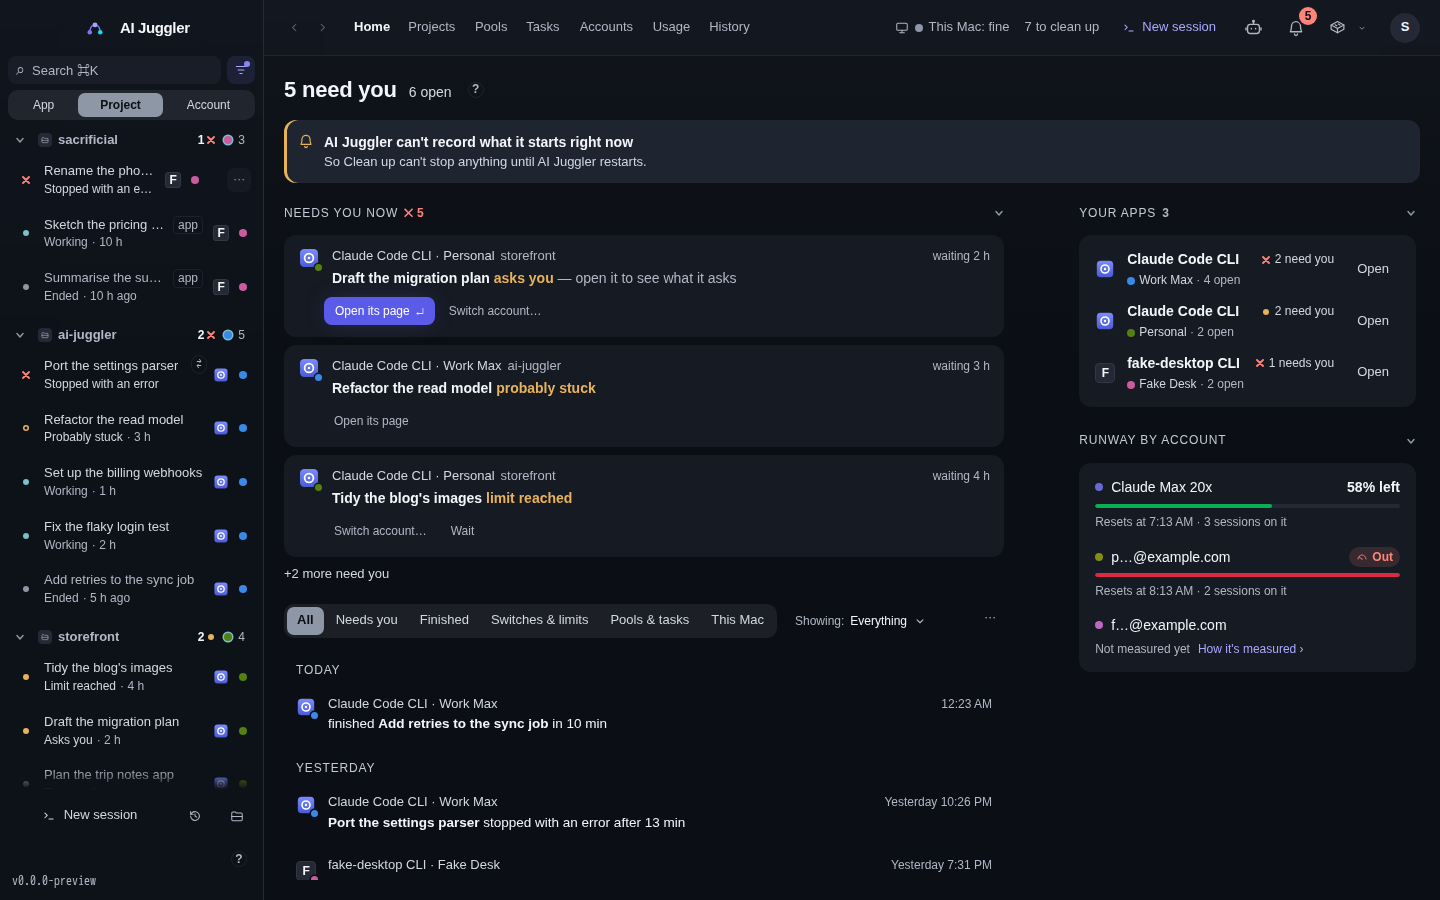 AI Juggler
Search ⌘K
App Project Account
sacrificial 1 3
Rename the pho…
Stopped with an e… F ···
Sketch the pricing … app
Working · 10 h F
Summarise the su… app
Ended · 10 h ago F
ai-juggler 2 5
Port the settings parser
Stopped with an error
Refactor the read model
Probably stuck · 3 h
Set up the billing webhooks
Working · 1 h
Fix the flaky login test
Working · 2 h
Add retries to the sync job
Ended · 5 h ago
storefront 2 4
Tidy the blog's images
Limit reached · 4 h
Draft the migration plan
Asks you · 2 h
Plan the trip notes app
New session
?
v0.0.0-preview
Home Projects Pools Tasks Accounts Usage History
This Mac: fine 7 to clean up New session 5 S
5 need you 6 open ?
AI Juggler can't record what it starts right now
So Clean up can't stop anything until AI Juggler restarts.
NEEDS YOU NOW 5
Claude Code CLI · Personal storefront waiting 2 h
Draft the migration plan asks you — open it to see what it asks
Open its page Switch account…
Claude Code CLI · Work Max ai-juggler waiting 3 h
Refactor the read model probably stuck
Open its page
Claude Code CLI · Personal storefront waiting 4 h
Tidy the blog's images limit reached
Switch account… Wait
+2 more need you
All Needs you Finished Switches & limits Pools & tasks This Mac Showing: Everything ···
TODAY
Claude Code CLI · Work Max 12:23 AM
finished Add retries to the sync job in 10 min
YESTERDAY
Claude Code CLI · Work Max Yesterday 10:26 PM
Port the settings parser stopped with an error after 13 min
F fake-desktop CLI · Fake Desk Yesterday 7:31 PM
YOUR APPS 3
Claude Code CLI 2 need you Open
Work Max · 4 open
Claude Code CLI 2 need you Open
Personal · 2 open
F fake-desktop CLI 1 needs you Open
Fake Desk · 2 open
RUNWAY BY ACCOUNT
Claude Max 20x 58% left
Resets at 7:13 AM · 3 sessions on it
p…@example.com Out
Resets at 8:13 AM · 2 sessions on it
f…@example.com
Not measured yet How it's measured ›